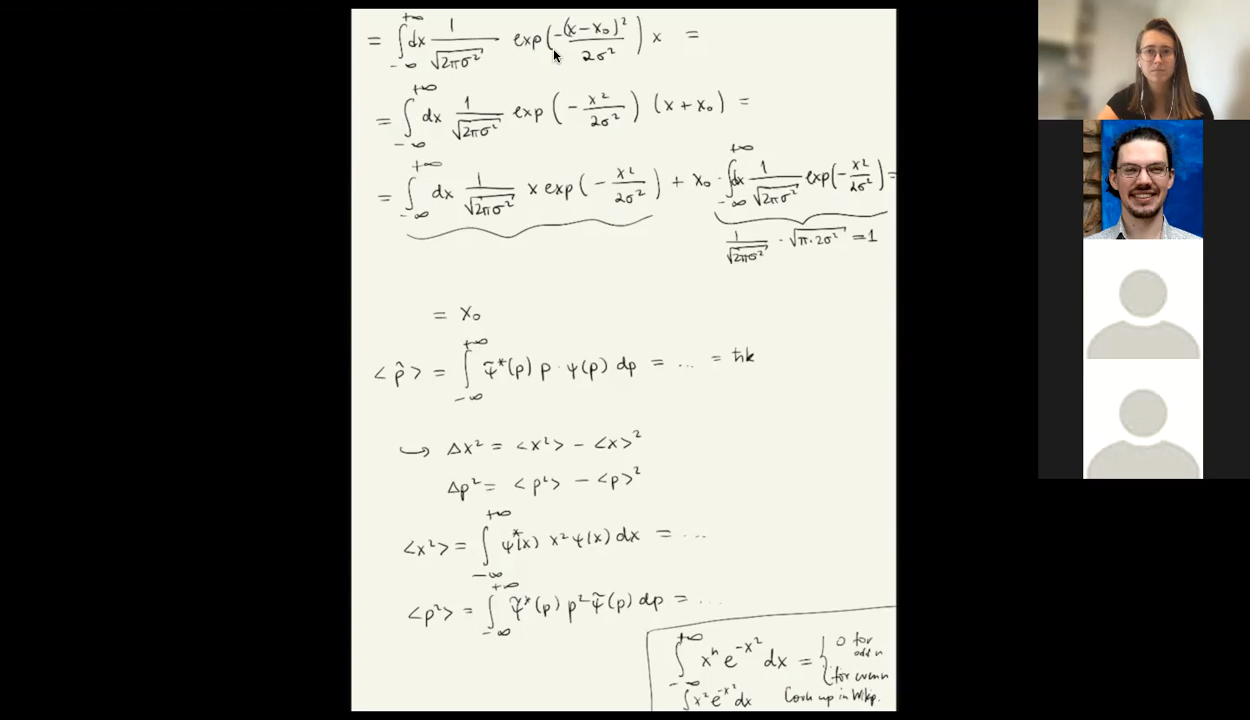 = ∫_{-∞}^{+∞} dx 1/√(2πσ²) exp(-(x-x₀)²/2σ²) x =
= ∫_{-∞}^{+∞} dx 1/√(2πσ²) exp(-x²/2σ²) (x+x₀) =
= ∫_{-∞}^{+∞} dx 1/√(2πσ²) x exp(-x²/2σ²) + x₀ · ∫_{-∞}^{+∞} dx 1/√(2πσ²) exp(-x²/2σ²) =
1/√(2πσ²) · √(π·2σ²) = 1
= x₀
<p̂> = ∫_{-∞}^{+∞} ψ̃*(p) p · ψ(p) dp = ... = ħk
↪ Δx² = <x²> - <x>²
Δp² = <p²> - <p>²
<x²> = ∫_{-∞}^{+∞} ψ*(x) x² ψ(x) dx = ...
<p²> = ∫_{-∞}^{+∞} ψ̃*(p) p² ψ̃(p) dp = ...
∫_{-∞}^{+∞} xⁿ e^{-x²} dx = { 0 for
odd n
for even n
∫ x² e^{-x²} dx Look up in Wikip.